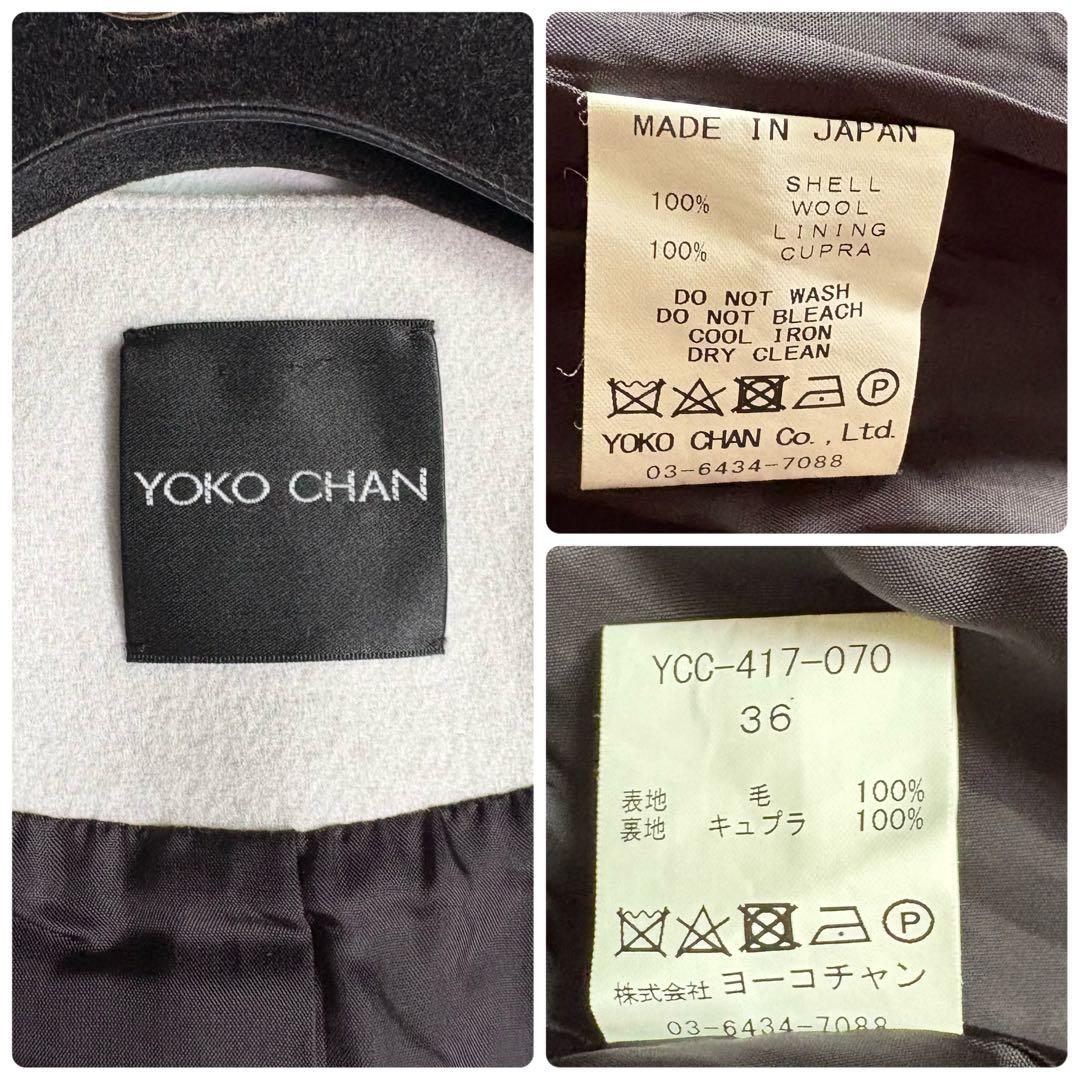 YOKO CHAN
MADE IN JAPAN
SHELL
100% WOOL
LINING
100% CUPRA
DO NOT WASH
DO NOT BLEACH
COOL IRON
DRY CLEAN
P
YOKO CHAN Co., Ltd.
03-6434-7088
YCC-417-070
36
表地 毛 100%
裏地 キュプラ 100%
P
株式会社 ヨーコチャン
03-6434-7088